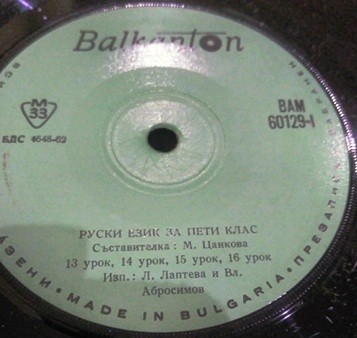 Balkanton
M
33
БДС 4648-62
BAM
60129-I
РУСКИ ЕЗИК ЗА ПЕТИ КЛАС
Съставителка: М. Цанкова
13 урок, 14 урок, 15 урок, 16 урок
Изп.: Л. Лаптева и Вл.
Абросимов
MADE IN BULGARIA